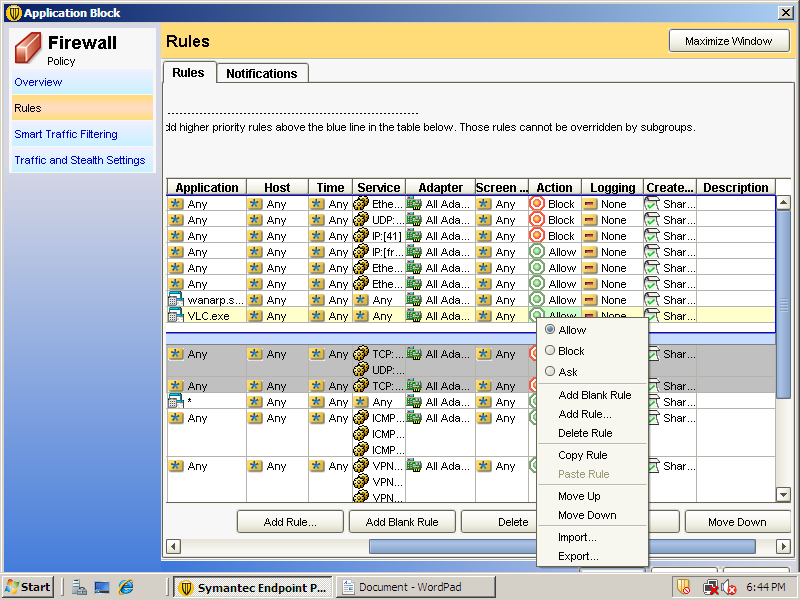 Application Block
Firewall
Policy
Overview
Rules
Smart Traffic Filtering
Traffic and Stealth Settings
Rules
Maximize Window
Rules Notifications
dd higher priority rules above the blue line in the table below. Those rules cannot be overridden by subgroups.
Application Host Time Service Adapter Screen ... Action Logging Create... Description
Any Any Any Ethe... All Ada... Any Block None Shar...
Any Any Any UDP:... All Ada... Any Block None Shar...
Any Any Any IP:[41] All Ada... Any Block None Shar...
Any Any Any IP:[fr... All Ada... Any Allow None Shar...
Any Any Any Ethe... All Ada... Any Allow None Shar...
Any Any Any Ethe... All Ada... Any Allow None Shar...
wanarp.s... Any Any Any All Ada... Any Allow None Shar...
VLC.exe Any Any Any All Ada... Any Allow None Shar...
Any Any Any TCP:... All Ada... Any Shar...
UDP:...
Any Any Any TCP:... All Ada... Any Shar...
* Any Any Any All Ada... Any Shar...
Any Any Any ICMP... All Ada... Any Shar...
ICMP...
ICMP...
Any Any Any VPN... All Ada... Any Shar...
VPN...
VPN...
Allow
Block
Ask
Add Blank Rule
Add Rule...
Delete Rule
Copy Rule
Paste Rule
Move Up
Move Down
Import...
Export...
Add Rule... Add Blank Rule Delete Move Down
Start Symantec Endpoint P... Document - WordPad 6:44 PM